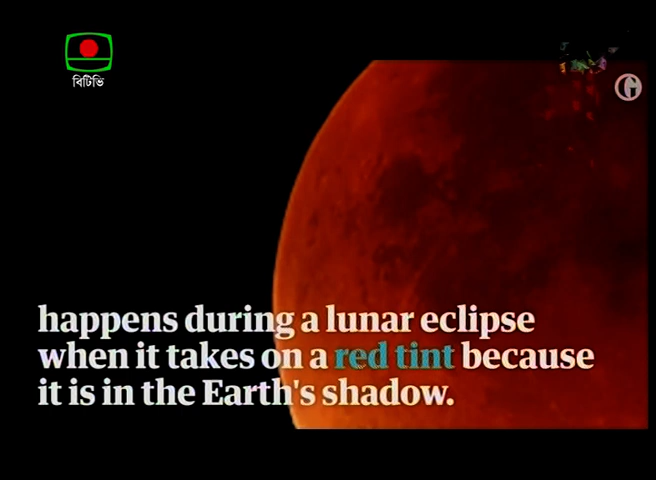 বিটিভি
G
happens during a lunar eclipse
when it takes on a red tint because
it is in the Earth's shadow.